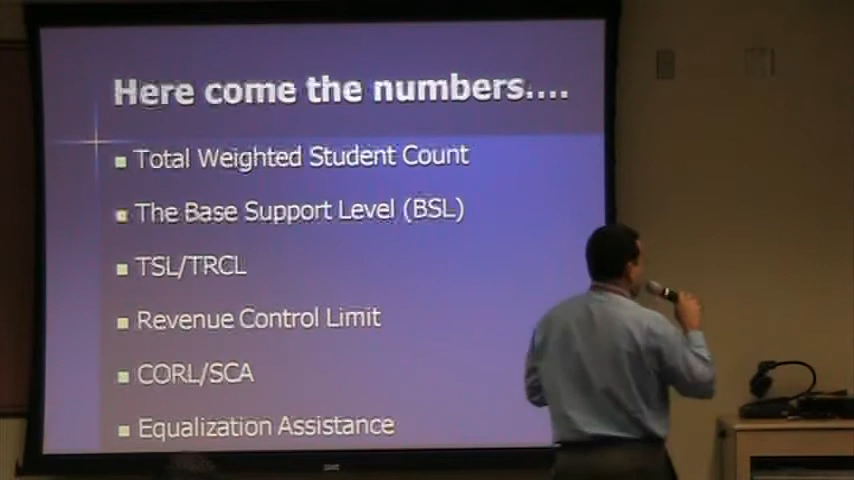 Here come the numbers....
Total Weighted Student Count
The Base Support Level (BSL)
TSL/TRCL
Revenue Control Limit
CORL/SCA
Equalization Assistance